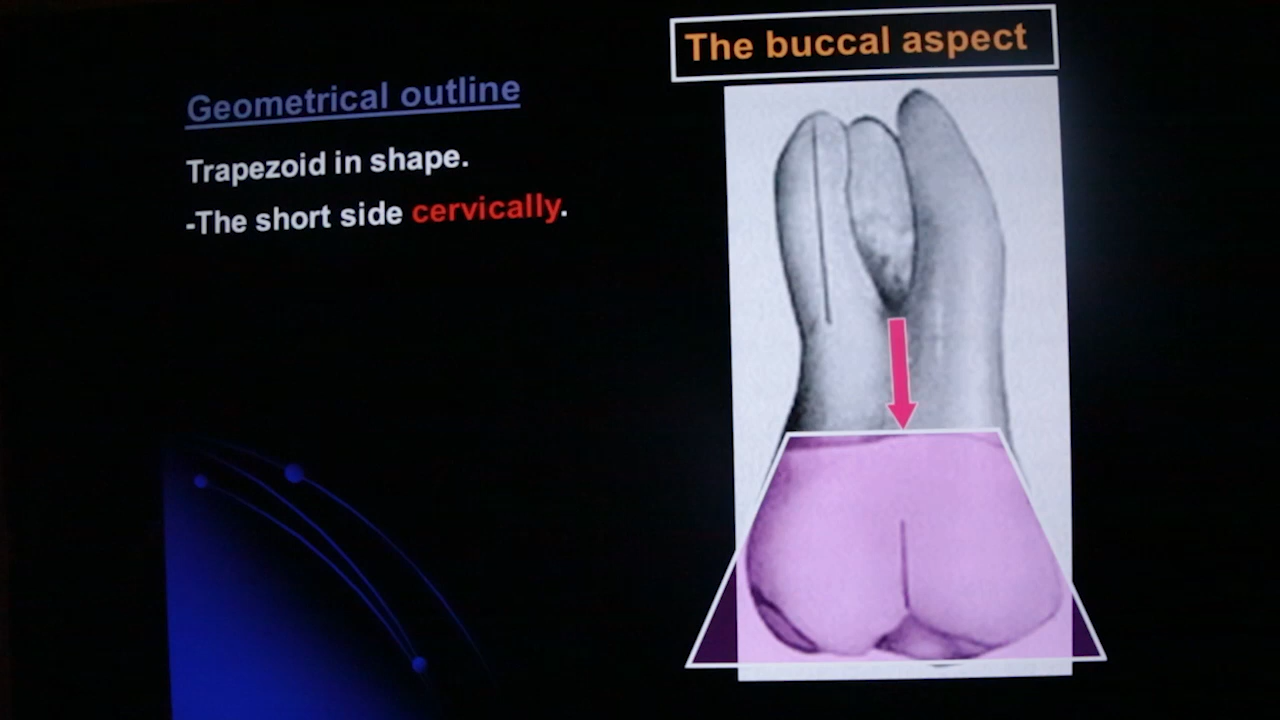 The buccal aspect
Geometrical outline
Trapezoid in shape.
-The short side cervically.